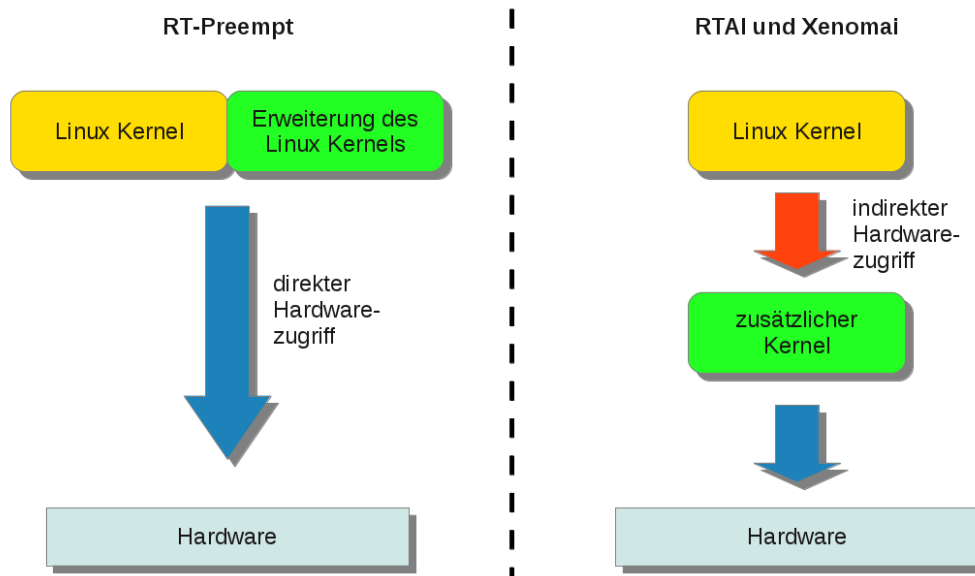 RT-Preempt
Linux Kernel
Erweiterung des
Linux Kernels
direkter
Hardware-
zugriff
Hardware
RTAI und Xenomai
Linux Kernel
indirekter
Hardware-
zugriff
zusätzlicher
Kernel
Hardware